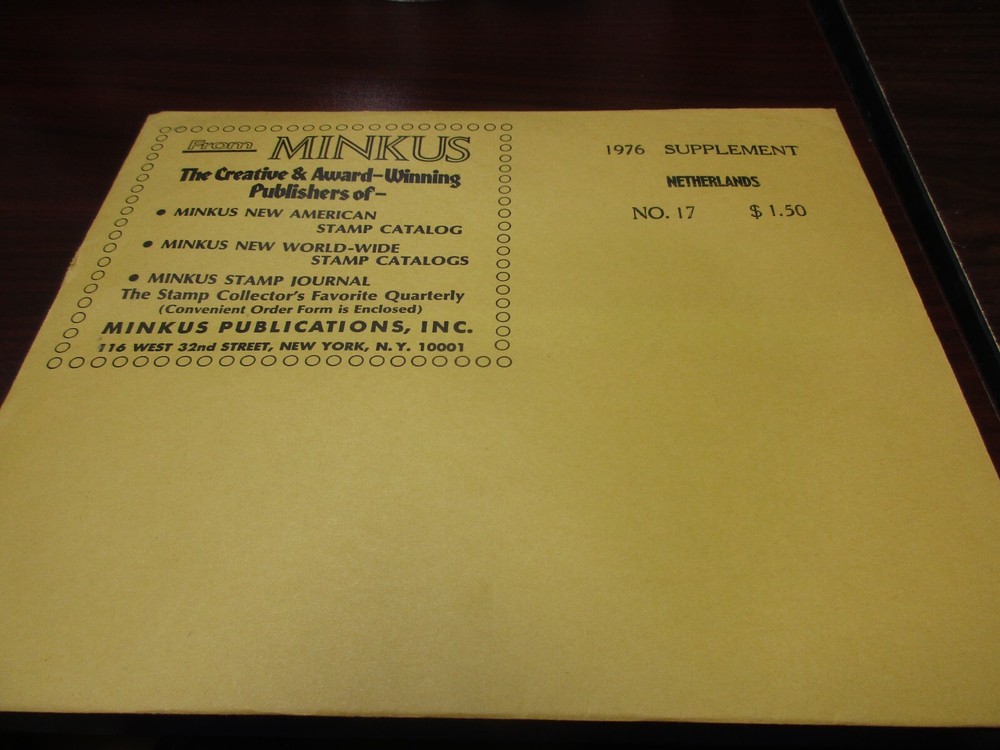 From MINKUS
The Creative & Award-Winning
Publishers of-
• MINKUS NEW AMERICAN
STAMP CATALOG
• MINKUS NEW WORLD-WIDE
STAMP CATALOGS
• MINKUS STAMP JOURNAL
The Stamp Collector's Favorite Quarterly
(Convenient Order Form is Enclosed)
MINKUS PUBLICATIONS, INC.
116 WEST 32nd STREET, NEW YORK, N.Y. 10001
1976 SUPPLEMENT
NETHERLANDS
NO. 17 $1.50